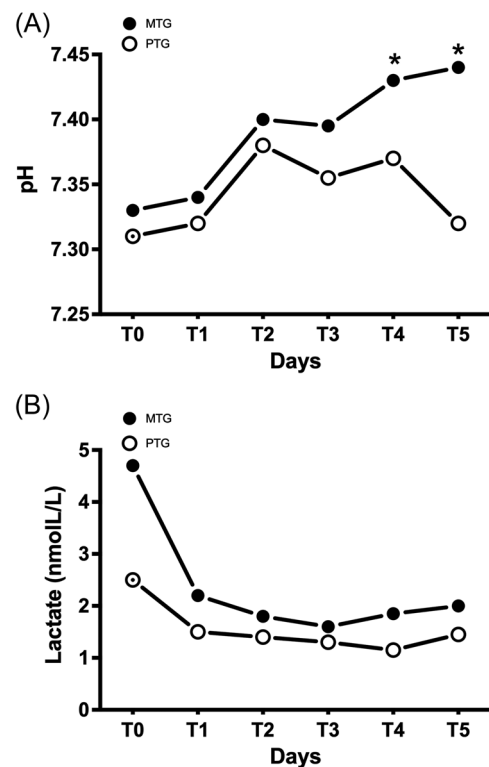 (A)
MTG
PTG
7.45
7.40
7.35
7.30
7.25
pH
* *
T0 T1 T2 T3 T4 T5
Days
(B)
MTG
PTG
5
4
3
2
1
0
Lactate (nmolL/L)
T0 T1 T2 T3 T4 T5
Days